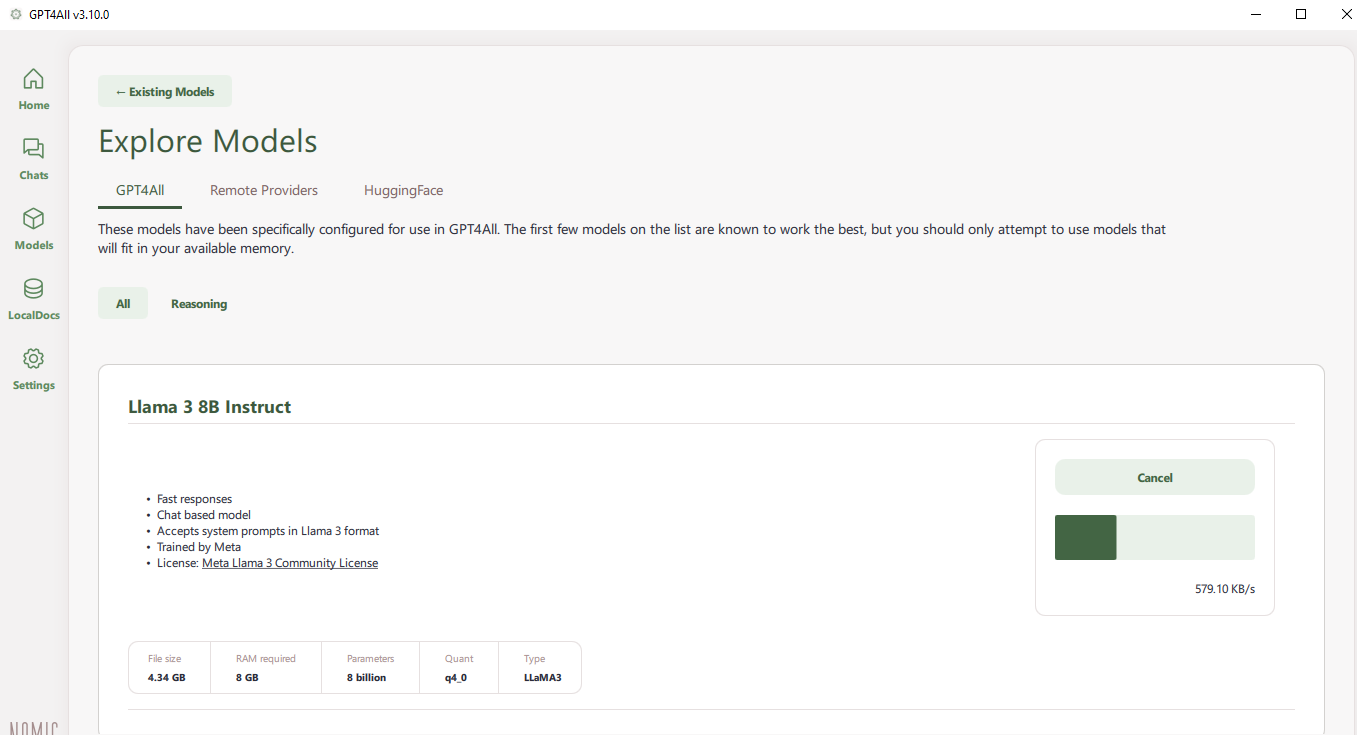 GPT4All v3.10.0
Home
Chats
Models
LocalDocs
Settings
NOMIC
← Existing Models
Explore Models
GPT4All Remote Providers HuggingFace
These models have been specifically configured for use in GPT4All. The first few models on the list are known to work the best, but you should only attempt to use models that
will fit in your available memory.
All Reasoning
Llama 3 8B Instruct
• Fast responses
• Chat based model
• Accepts system prompts in Llama 3 format
• Trained by Meta
• License: Meta Llama 3 Community License
Cancel
579.10 KB/s
File size RAM required Parameters Quant Type
4.34 GB 8 GB 8 billion q4_0 LLaMA3